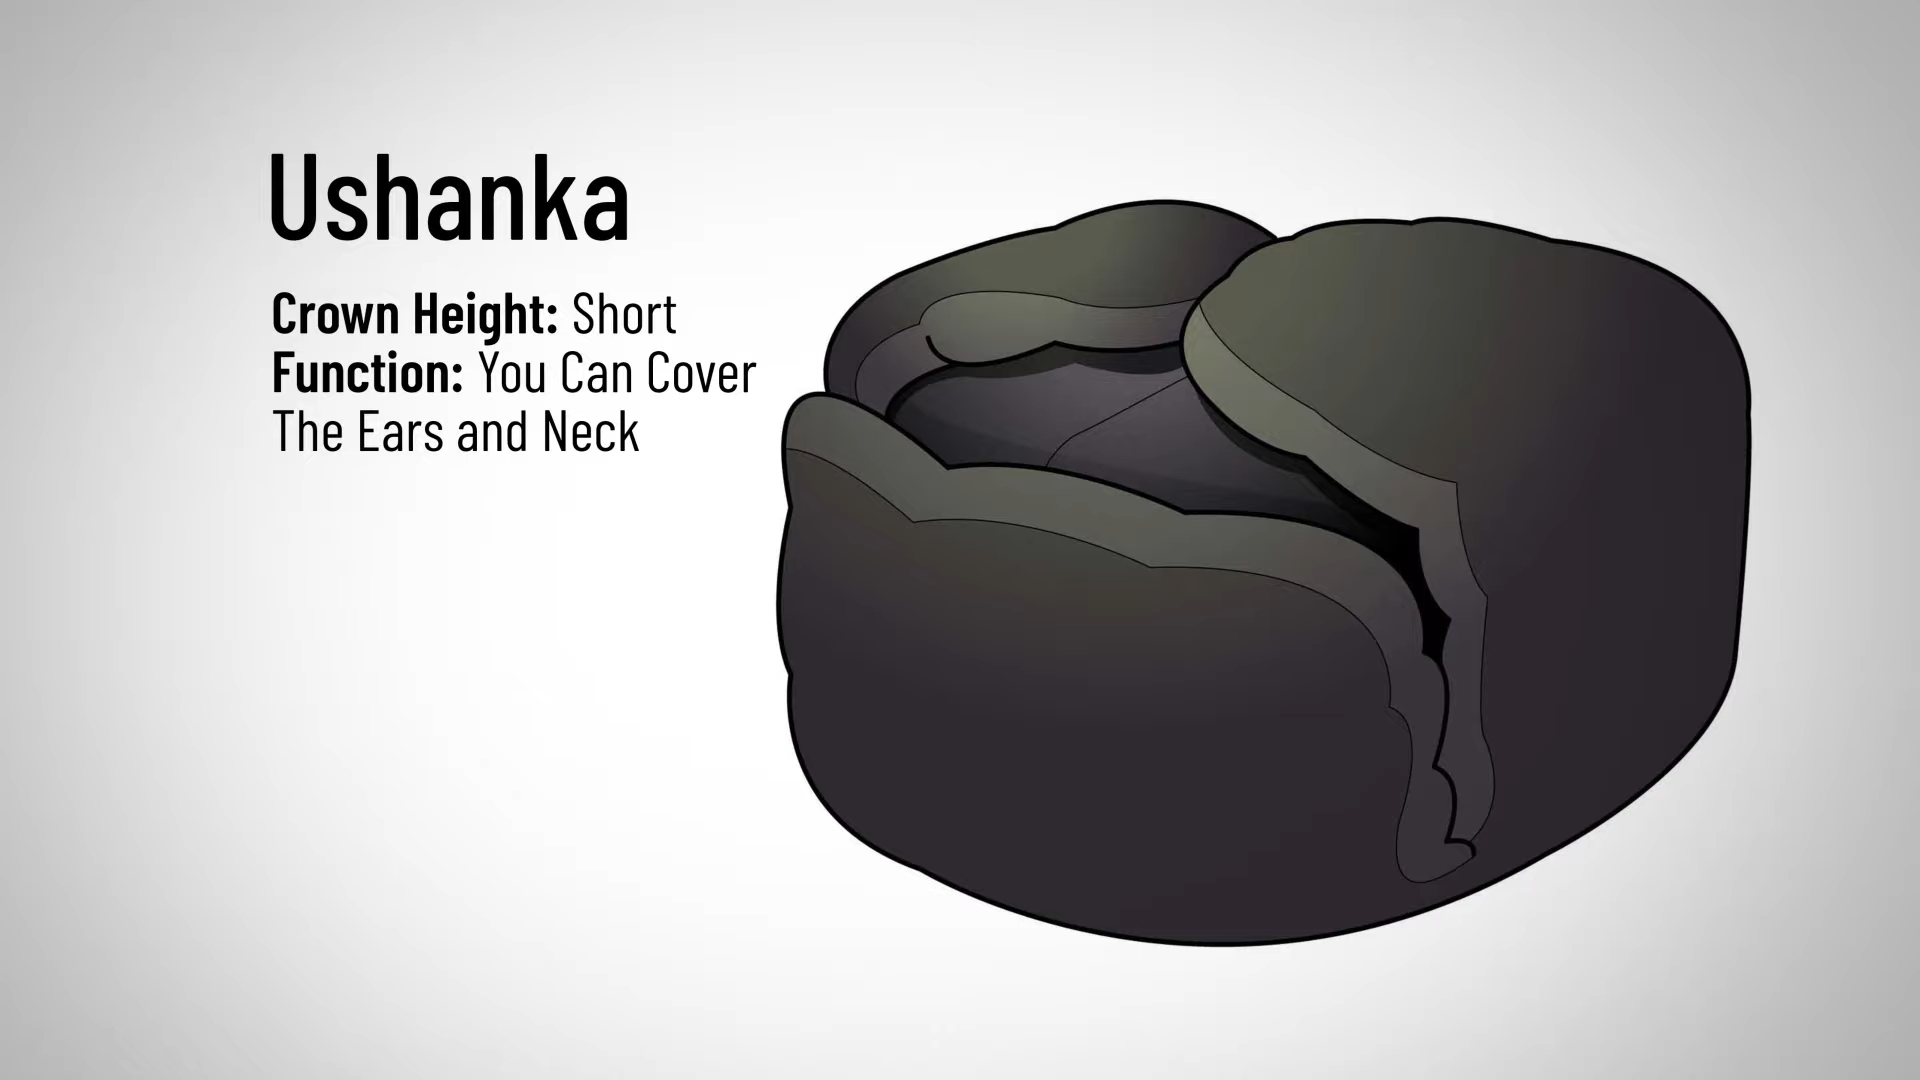 Ushanka
Crown Height: Short
Function: You Can Cover
The Ears and Neck